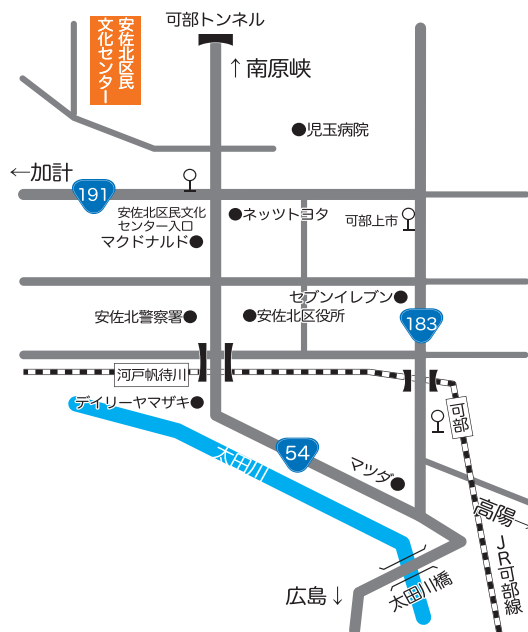 可部トンネル
安佐北区民
文化センター
↑南原峡
児玉病院
←加計
191
安佐北区民文化
センター入口
ネッツトヨタ
可部上市
マクドナルド
セブンイレブン
安佐北警察署
安佐北区役所
183
河戸帆待川
デイリーヤマザキ
可部
太田川
54
マツダ
高陽→
JR可部線
太田川橋
広島↓